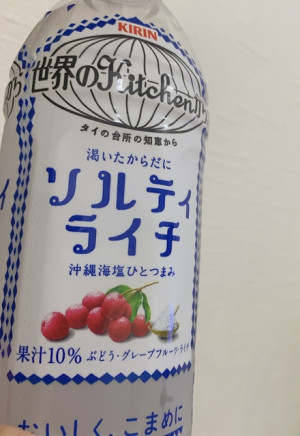 KIRIN
世界のKitchenから
タイの台所の知恵から
渇いたからだに
ソルティ
ライチ
沖縄海塩ひとつまみ
果汁10% ぶどう・グレープフルーツ・ライチ
おいしく、こまめに